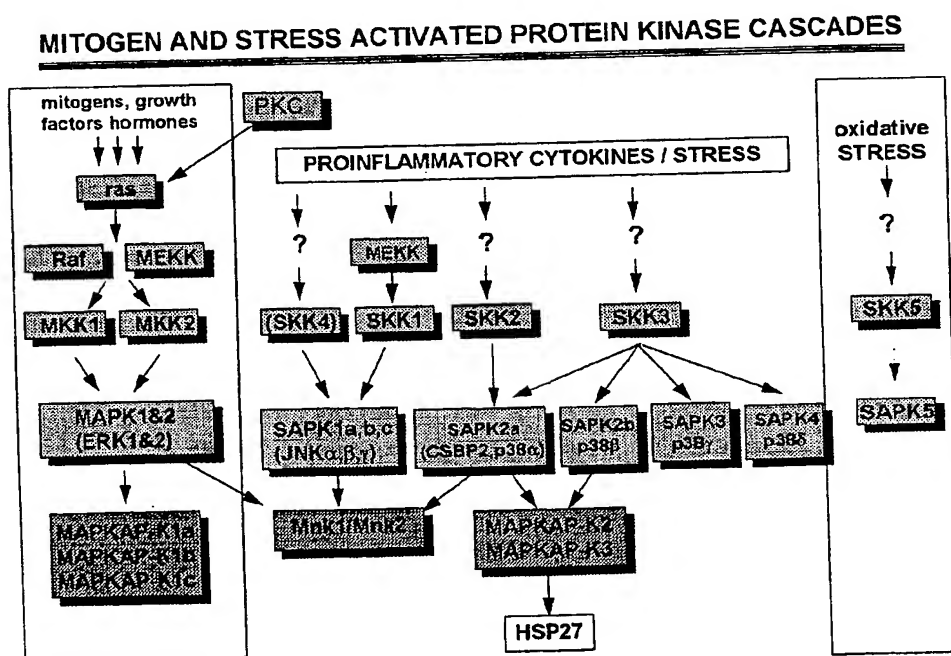 MITOGEN AND STRESS ACTIVATED PROTEIN KINASE CASCADES
mitogens, growth
factors hormones
PKC
ras
Raf
MEKK
MKK1
MKK2
MAPK1&2
(ERK1&2)
MAPKAP-K1a
MAPKAP-K1b
MAPKAP-K1c
PROINFLAMMATORY CYTOKINES / STRESS
?
MEKK
?
?
(SKK4)
SKK1
SKK2
SKK3
SAPK1a,b,c
(JNKα,β,γ)
SAPK2a
(CSBP2,p38α)
SAPK2b
p38β
SAPK3
p38γ
SAPK4
p38δ
Mnk1/Mnk2
MAPKAP-K2
MAPKAP-K3
HSP27
oxidative
STRESS
?
SKK5
SAPK5